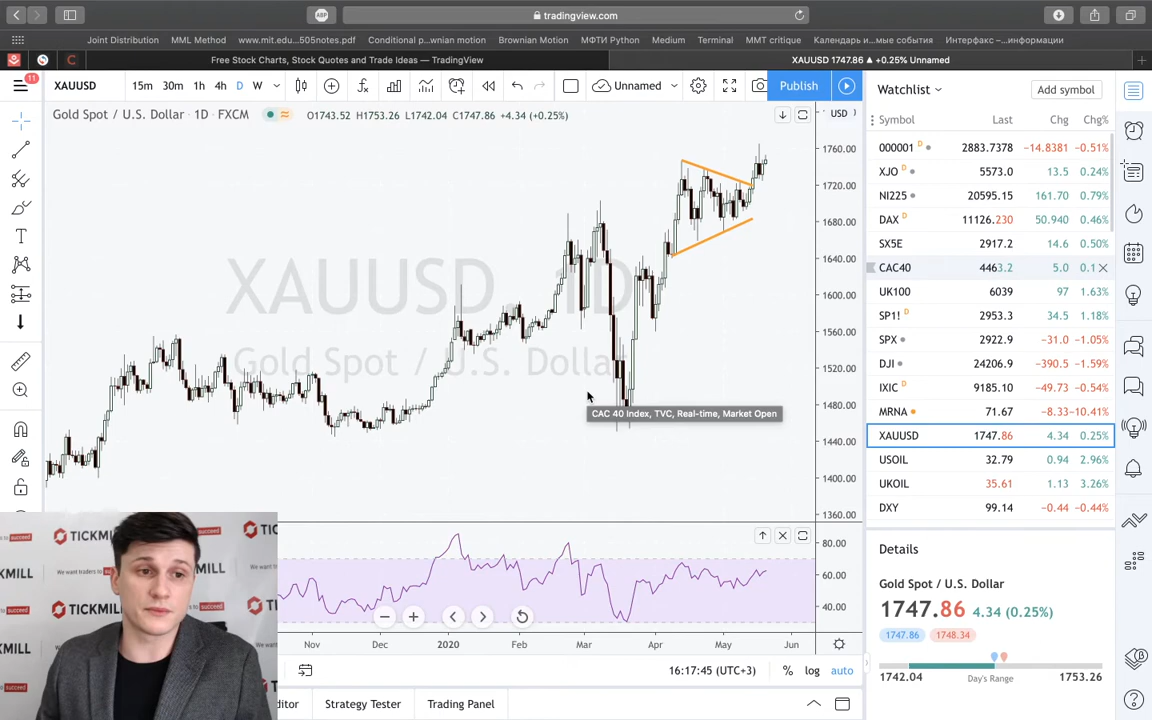 ABP
tradingview.com
Joint Distribution
MML Method
www.mit.edu...505notes.pdf
Conditional p...wnian motion
Brownian Motion
МФТИ Python
Medium
Terminal
MMT critique
Календарь и...мые события
Интерфакс –...информации
Free Stock Charts, Stock Quotes and Trade Ideas — TradingView
XAUUSD 1747.86 ▲ +0.25% Unnamed
11
XAUUSD
15m 30m 1h 4h D W
Unnamed
Publish
Watchlist
Add symbol
Gold Spot / U.S. Dollar · 1D · FXCM
O1743.52 H1753.26 L1742.04 C1747.86 +4.34 (+0.25%)
USD
Symbol Last Chg Chg%
000001 D 2883.7378 −14.8381 −0.51%
XJO D 5573.0 13.5 0.24%
NI225 20595.15 161.70 0.79%
DAX D 11126.230 50.940 0.46%
SX5E 2917.2 14.6 0.50%
CAC40 4463.2 5.0 0.1
UK100 6039 97 1.63%
SP1! D 2953.3 34.5 1.18%
SPX 2922.9 −31.0 −1.05%
DJI 24206.9 −390.5 −1.59%
IXIC D 9185.10 −49.73 −0.54%
MRNA 71.67 −8.33 −10.41%
XAUUSD 1747.86 4.34 0.25%
USOIL 32.79 0.94 2.96%
UKOIL 35.61 1.13 3.26%
DXY 99.14 −0.44 −0.44%
1760.00
1720.00
1680.00
1640.00
1600.00
1560.00
1520.00
1480.00
1440.00
1400.00
1360.00
XAUUSD, 1D
Gold Spot / U.S. Dollar
CAC 40 Index, TVC, Real-time, Market Open
80.00
60.00
40.00
Nov Dec 2020 Feb Mar Apr May Jun
16:17:45 (UTC+3) % log auto
Strategy Tester
Trading Panel
Details
Gold Spot / U.S. Dollar
1747.86 4.34 (0.25%)
1747.86 1748.34
1742.04 Day's Range 1753.26
TICKMILL
We want traders to succeed
TICKMILL